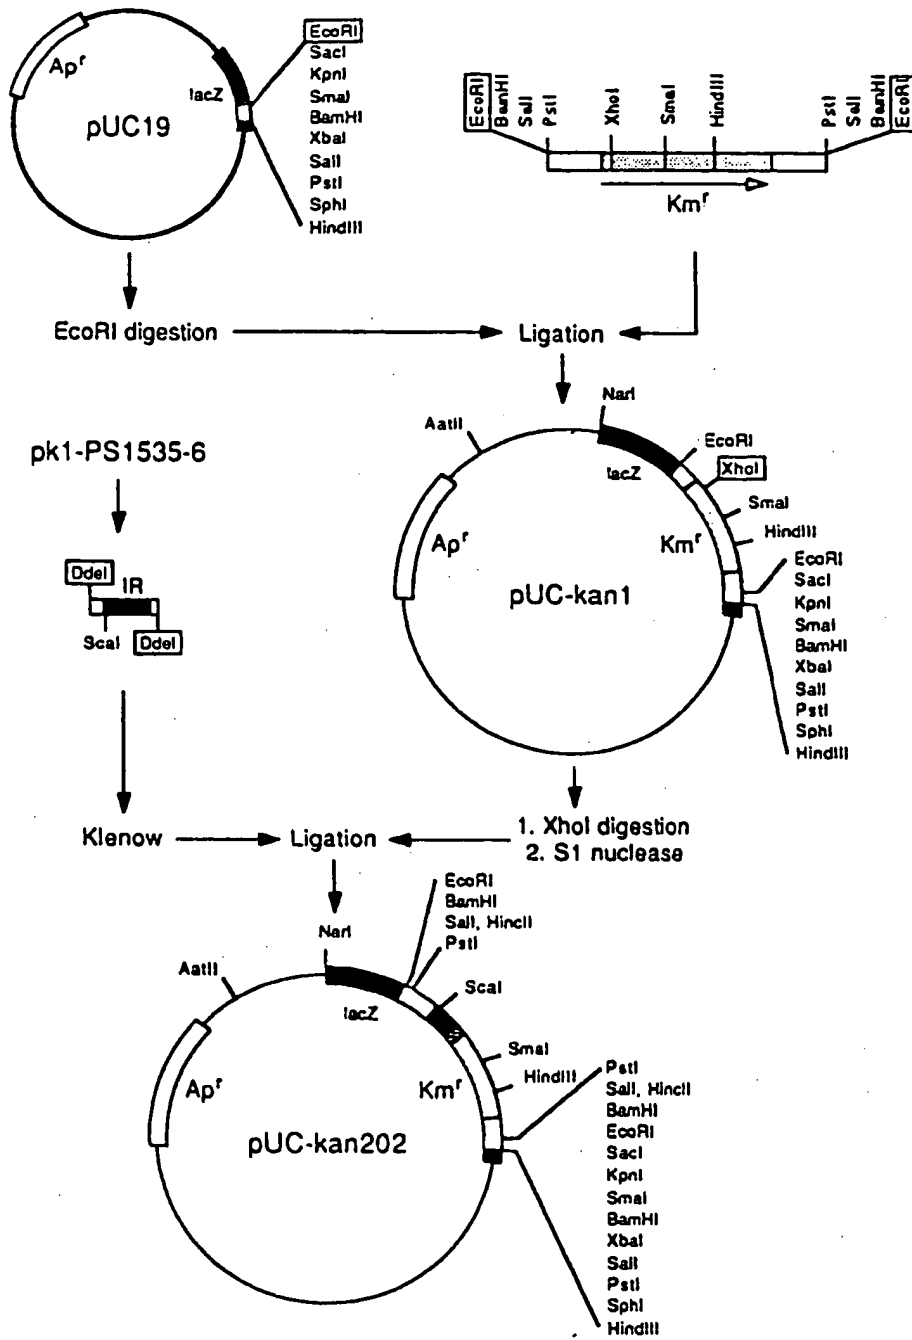 Ap^r
lacZ
pUC19
EcoRI
SacI
KpnI
SmaI
BamHI
XbaI
SalI
PstI
SphI
HindIII
EcoRI
BamHI
SalI
PstI
XhoI
SmaI
HindIII
PstI
SalI
BamHI
EcoRI
Km^r
EcoRI digestion
Ligation
pk1-PS1535-6
DdeI
IR
ScaI
DdeI
NarI
AatII
lacZ
EcoRI
XhoI
SmaI
HindIII
Ap^r
Km^r
pUC-kan1
EcoRI
SacI
KpnI
SmaI
BamHI
XbaI
SalI
PstI
SphI
HindIII
Klenow
Ligation
1. XhoI digestion
2. S1 nuclease
EcoRI
BamHI
SalI, HincII
PstI
NarI
AatII
lacZ
ScaI
SmaI
HindIII
Ap^r
Km^r
pUC-kan202
PstI
SalI, HincII
BamHI
EcoRI
SacI
KpnI
SmaI
BamHI
XbaI
SalI
PstI
SphI
HindIII